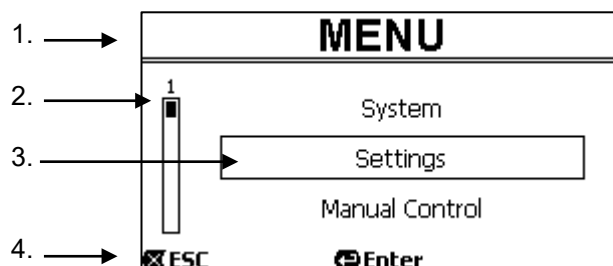 1. MENU
1
2. System
3. Settings
Manual Control
4. ESC Enter